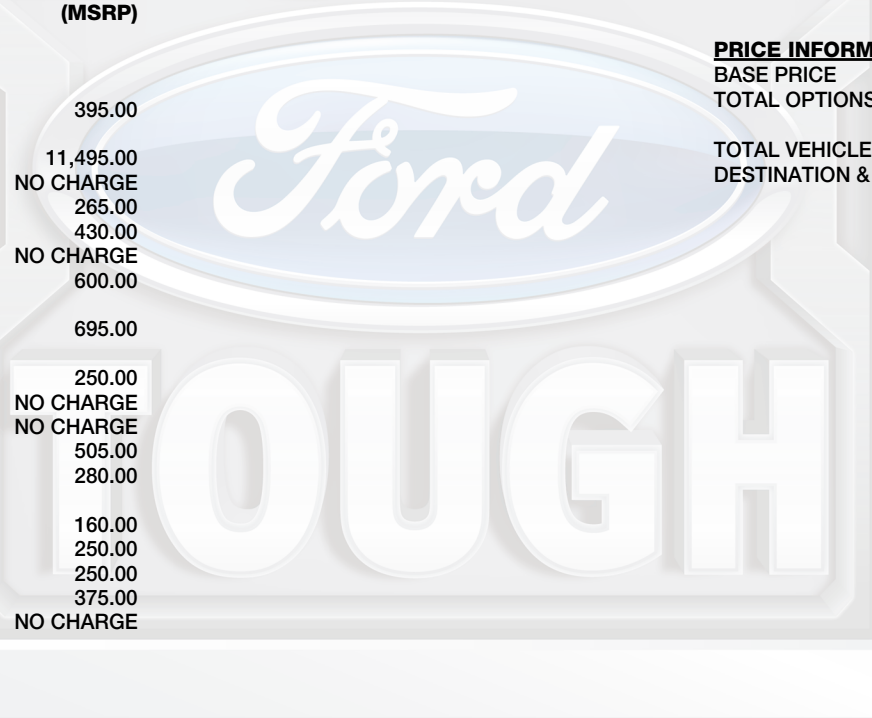 (MSRP)
395.00
11,495.00
NO CHARGE
265.00
430.00
NO CHARGE
600.00
695.00
250.00
NO CHARGE
NO CHARGE
505.00
280.00
160.00
250.00
250.00
375.00
NO CHARGE
PRICE INFORM
BASE PRICE
TOTAL OPTIONS
TOTAL VEHICLE
DESTINATION &
Ford
TOUGH